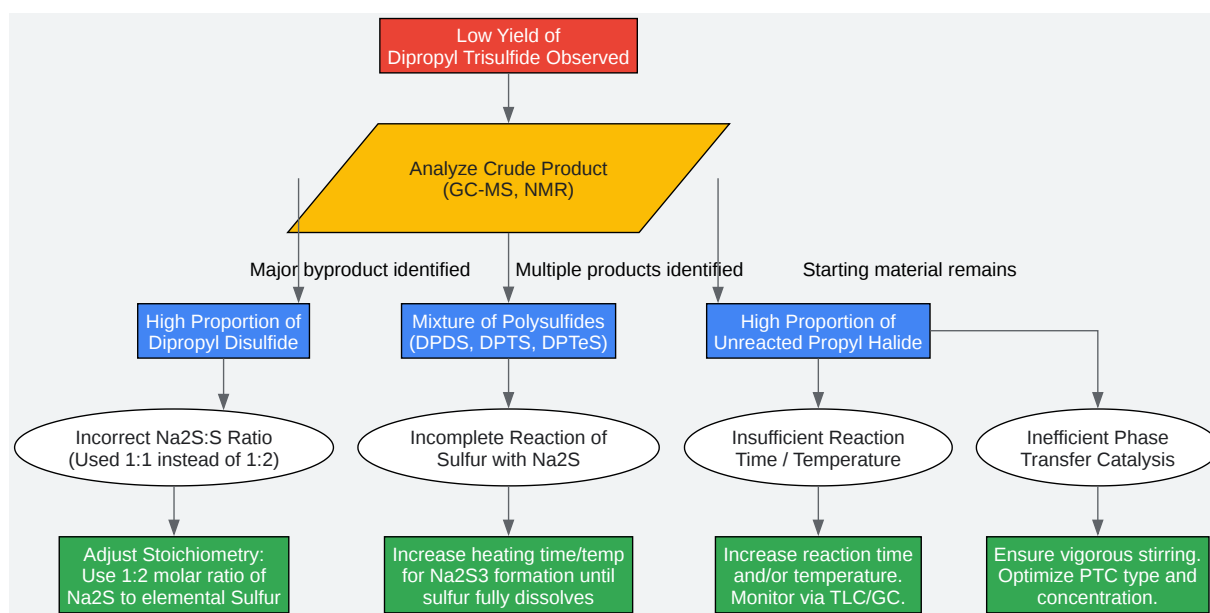 Low Yield of
Dipropyl Trisulfide Observed
Analyze Crude Product
(GC-MS, NMR)
Major byproduct identified
Multiple products identified
Starting material remains
High Proportion of
Dipropyl Disulfide
Mixture of Polysulfides
(DPDS, DPTS, DPTeS)
High Proportion of
Unreacted Propyl Halide
Incorrect Na2S:S Ratio
(Used 1:1 instead of 1:2)
Incomplete Reaction of
Sulfur with Na2S
Insufficient Reaction
Time / Temperature
Inefficient Phase
Transfer Catalysis
Adjust Stoichiometry:
Use 1:2 molar ratio of
Na2S to elemental Sulfur
Increase heating time/temp
for Na2S3 formation until
sulfur fully dissolves
Increase reaction time
and/or temperature.
Monitor via TLC/GC.
Ensure vigorous stirring.
Optimize PTC type and
concentration.